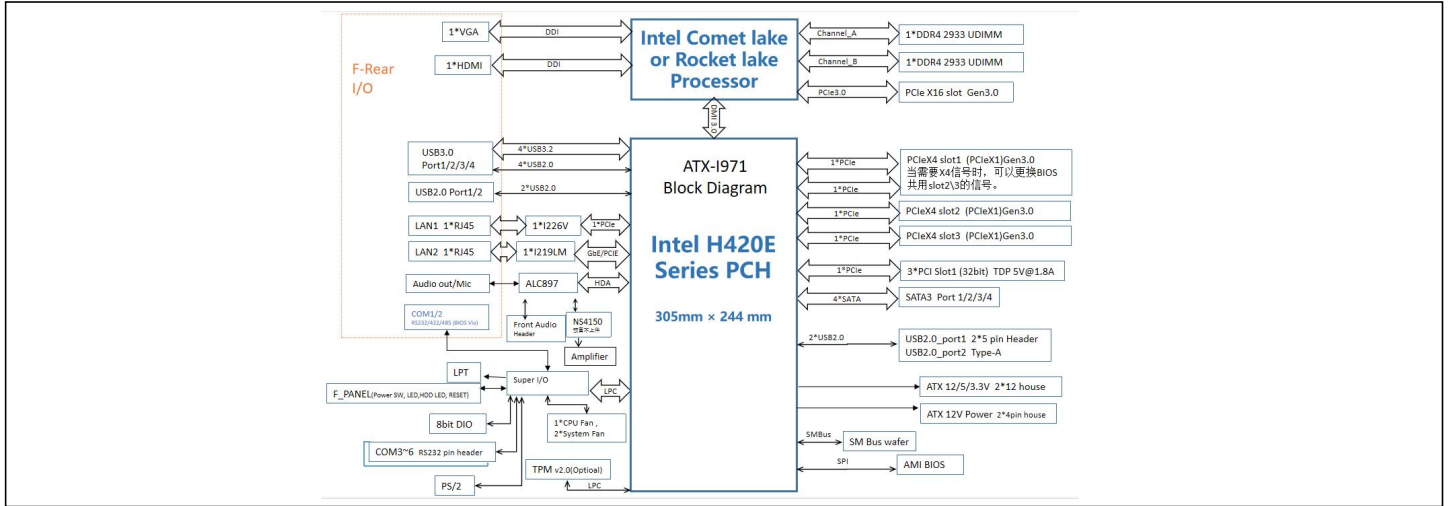 F-Rear
I/O
1*VGA
DDI
1*HDMI
DDI
Intel Comet lake
or Rocket lake
Processor
Channel_A
1*DDR4 2933 UDIMM
Channel_B
1*DDR4 2933 UDIMM
PCIe3.0
PCIe X16 slot Gen3.0
DMI 3.0
ATX-I971
Block Diagram
Intel H420E
Series PCH
305mm × 244 mm
USB3.0
Port1/2/3/4
4*USB3.2
4*USB2.0
USB2.0 Port1/2
2*USB2.0
LAN1 1*RJ45
1*I226V
1*PCIe
LAN2 1*RJ45
1*I219LM
GbE/PCIE
Audio out/Mic
ALC897
HDA
COM1/2
RS232/422/485 (BIOS Via)
Front Audio
Header
NS4150
预留不上件
Amplifier
LPT
Super I/O
LPC
F_PANEL(Power SW, LED,HDD LED, RESET)
8bit DIO
1*CPU Fan ,
2*System Fan
COM3~6 RS232 pin header
PS/2
TPM v2.0(Optioal)
LPC
1*PCIe
1*PCIe
PCIeX4 slot1 (PCIeX1)Gen3.0
当需要X4信号时，可以更换BIOS
共用slot2\3的信号。
1*PCIe
PCIeX4 slot2 (PCIeX1)Gen3.0
1*PCIe
PCIeX4 slot3 (PCIeX1)Gen3.0
1*PCIe
3*PCI Slot1 (32bit) TDP 5V@1.8A
4*SATA
SATA3 Port 1/2/3/4
2*USB2.0
USB2.0_port1 2*5 pin Header
USB2.0_port2 Type-A
ATX 12/5/3.3V 2*12 house
ATX 12V Power 2*4pin house
SMBus
SM Bus wafer
SPI
AMI BIOS